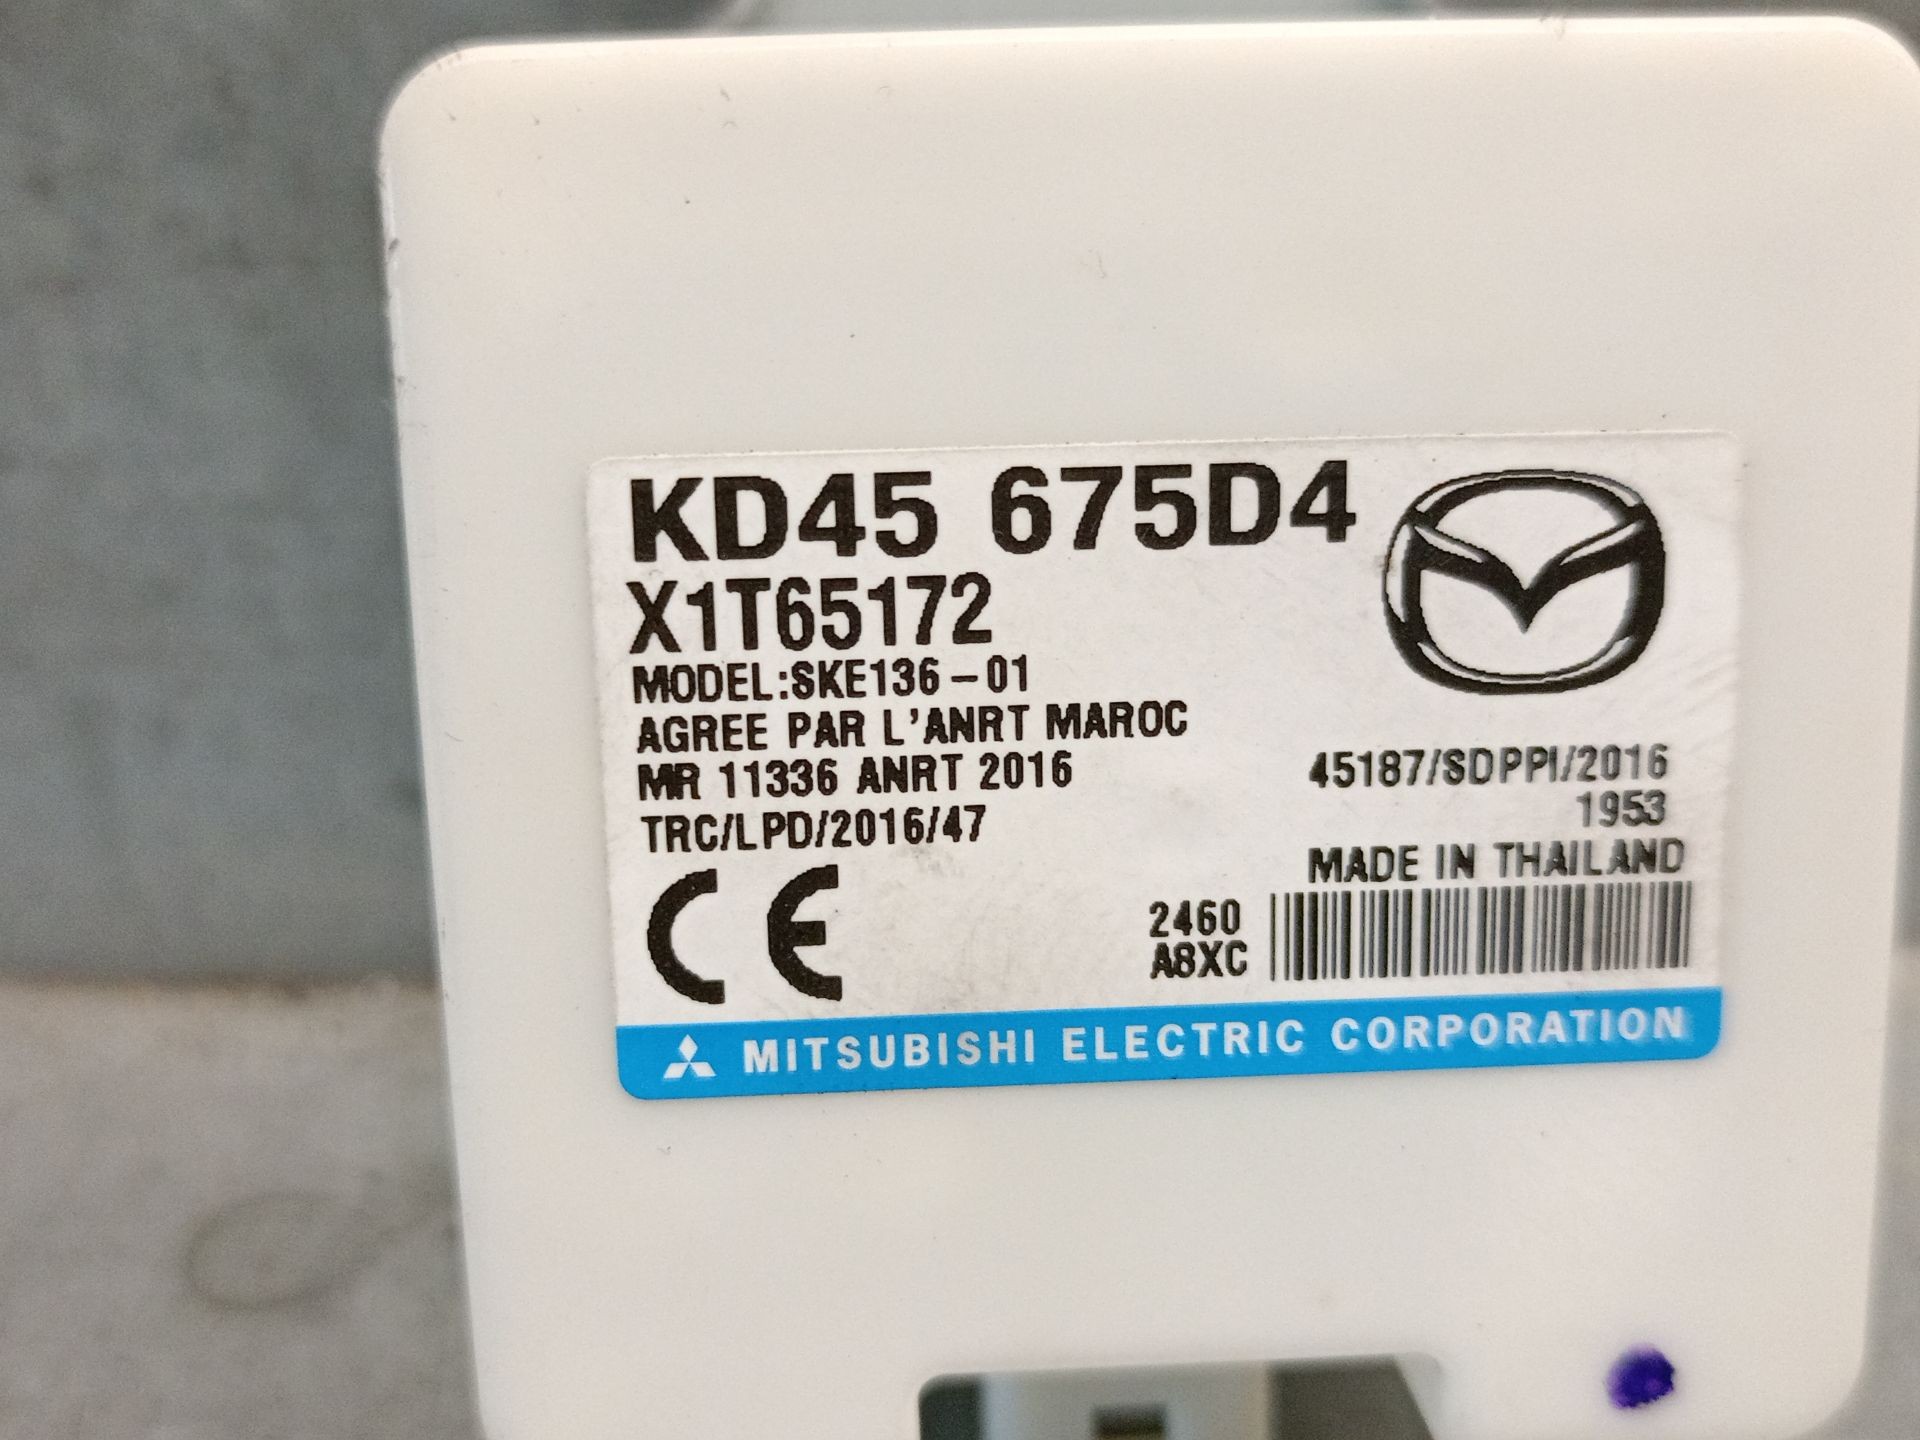 KD45 675D4
X1T65172
MODEL:SKE136-01
AGREE PAR L'ANRT MAROC
MR 11336 ANRT 2016
TRC/LPD/2016/47
45187/SDPPI/2016
1953
MADE IN THAILAND
2460
A8XC
CE
MITSUBISHI ELECTRIC CORPORATION